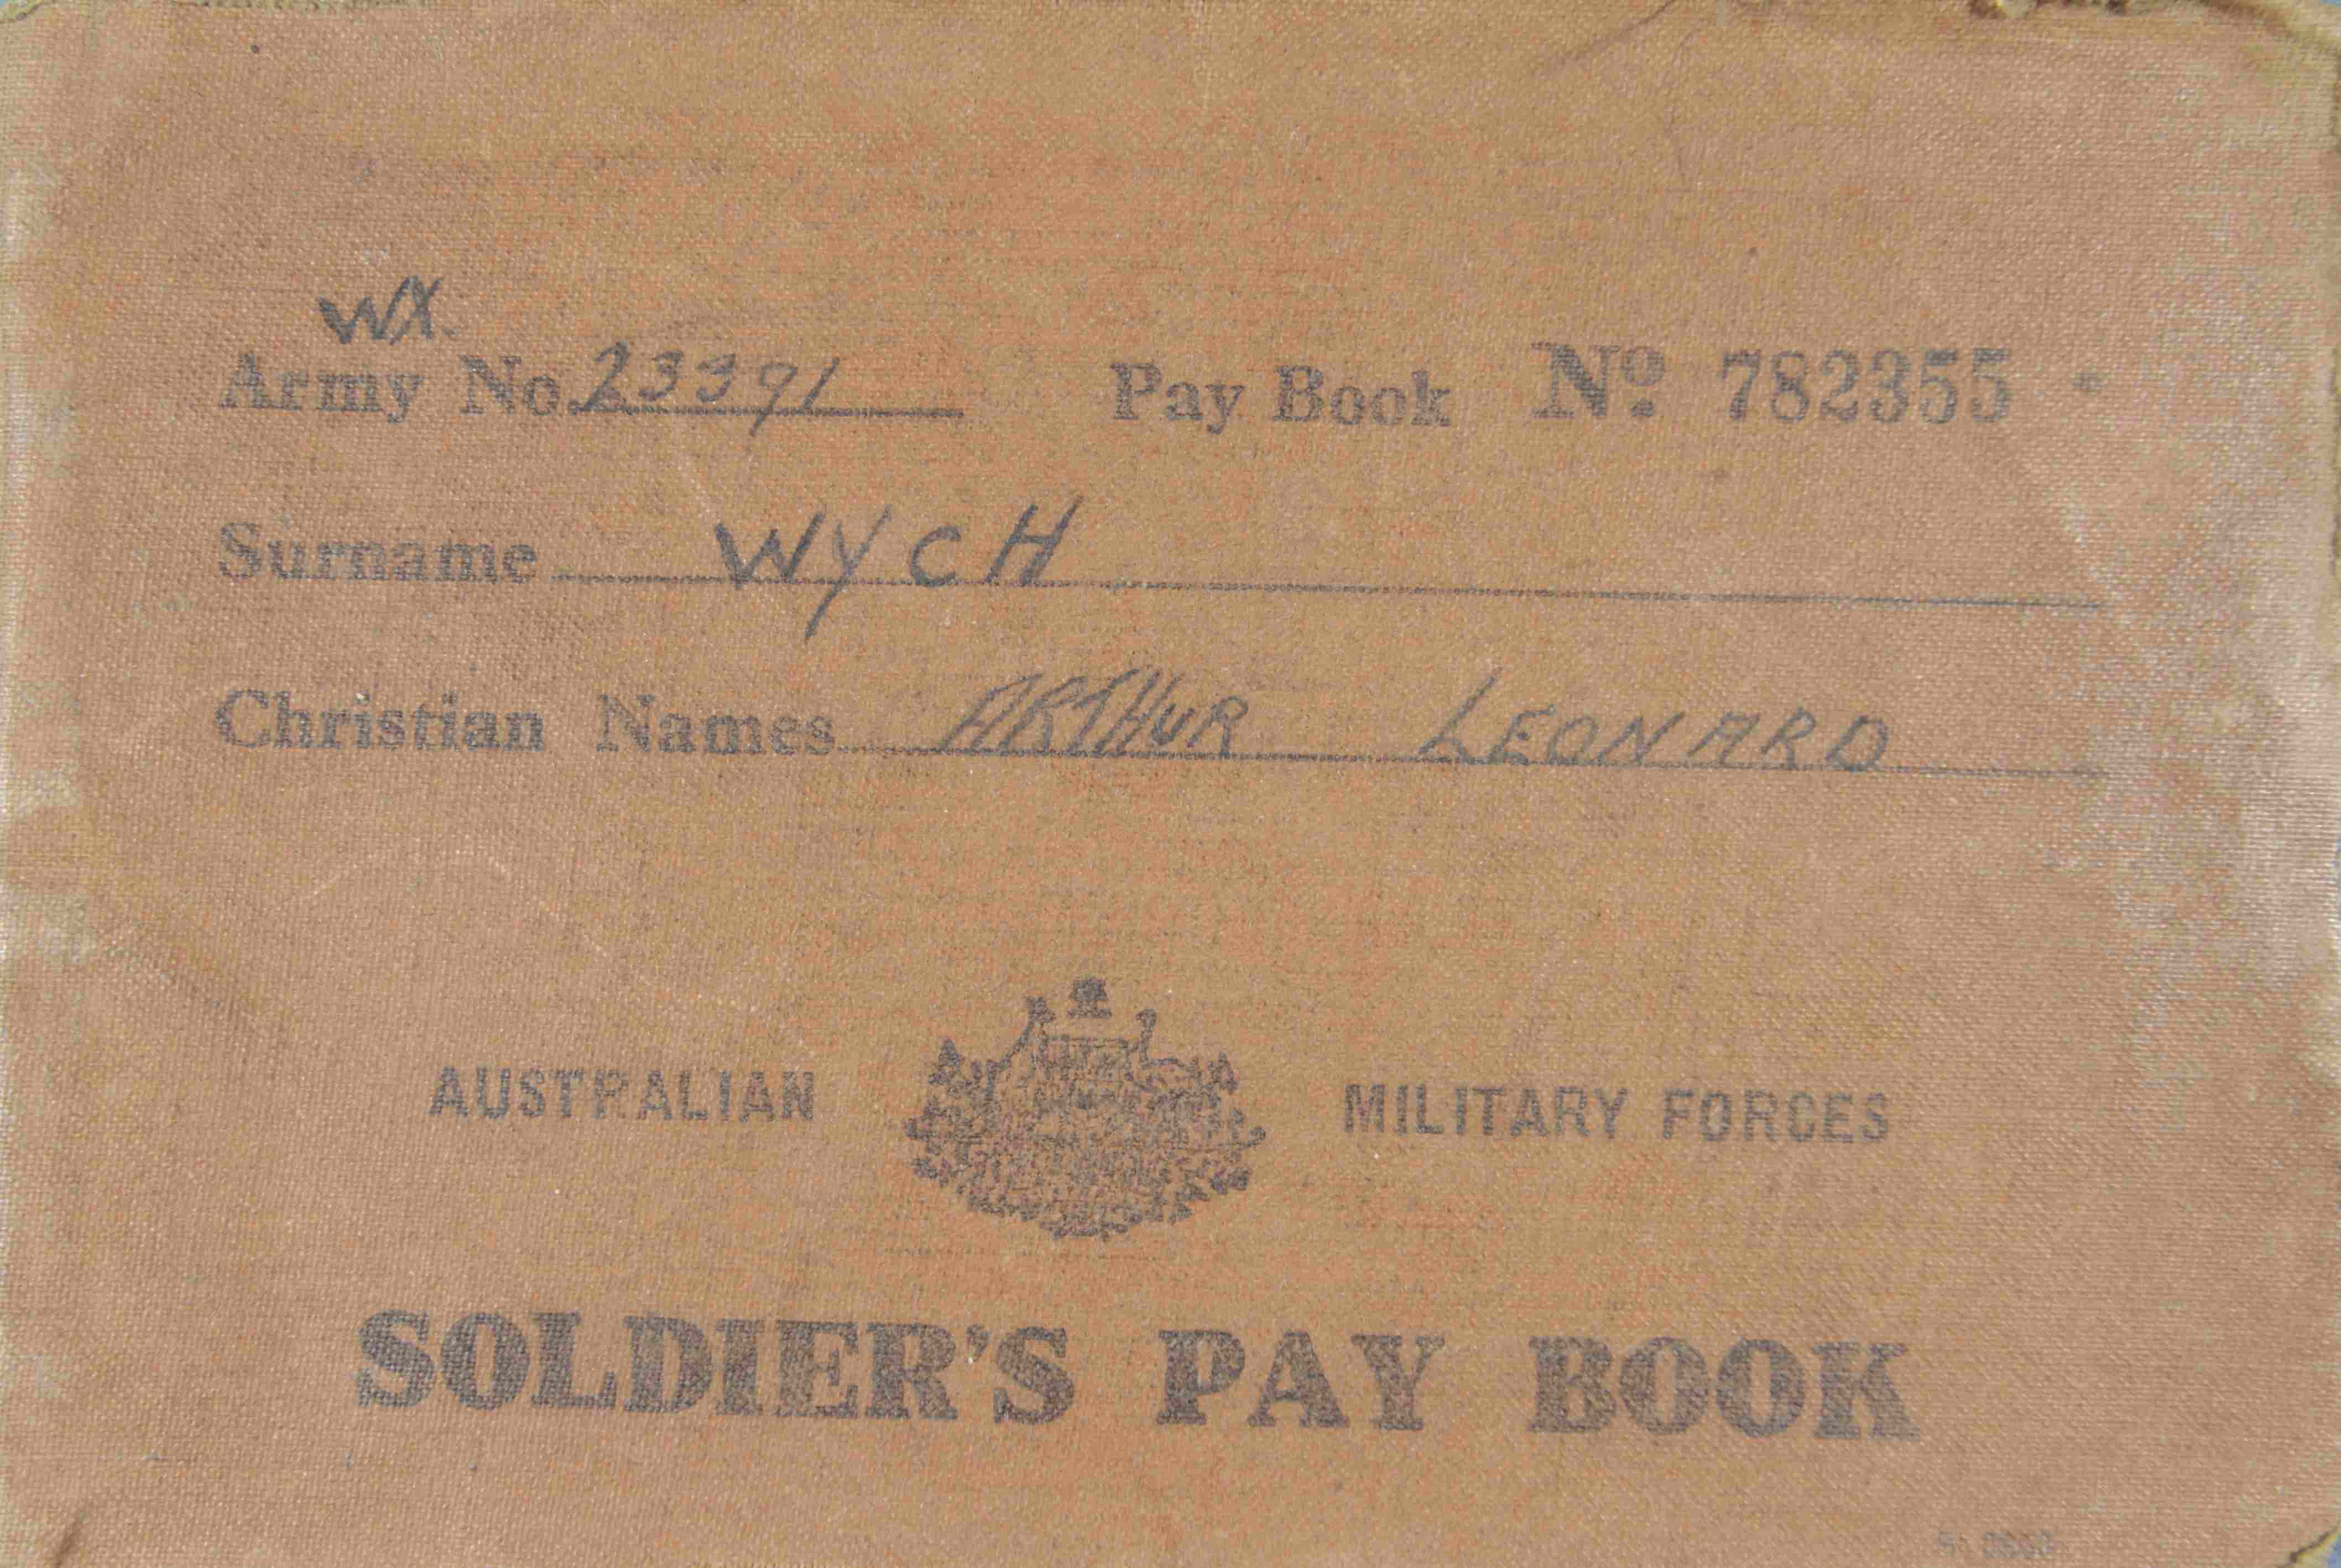 WX.
Army No. 23391 Pay Book Nº 782355
Surname WYCH
Christian Names ARTHUR LEONARD
AUSTRALIAN MILITARY FORCES
SOLDIER'S PAY BOOK